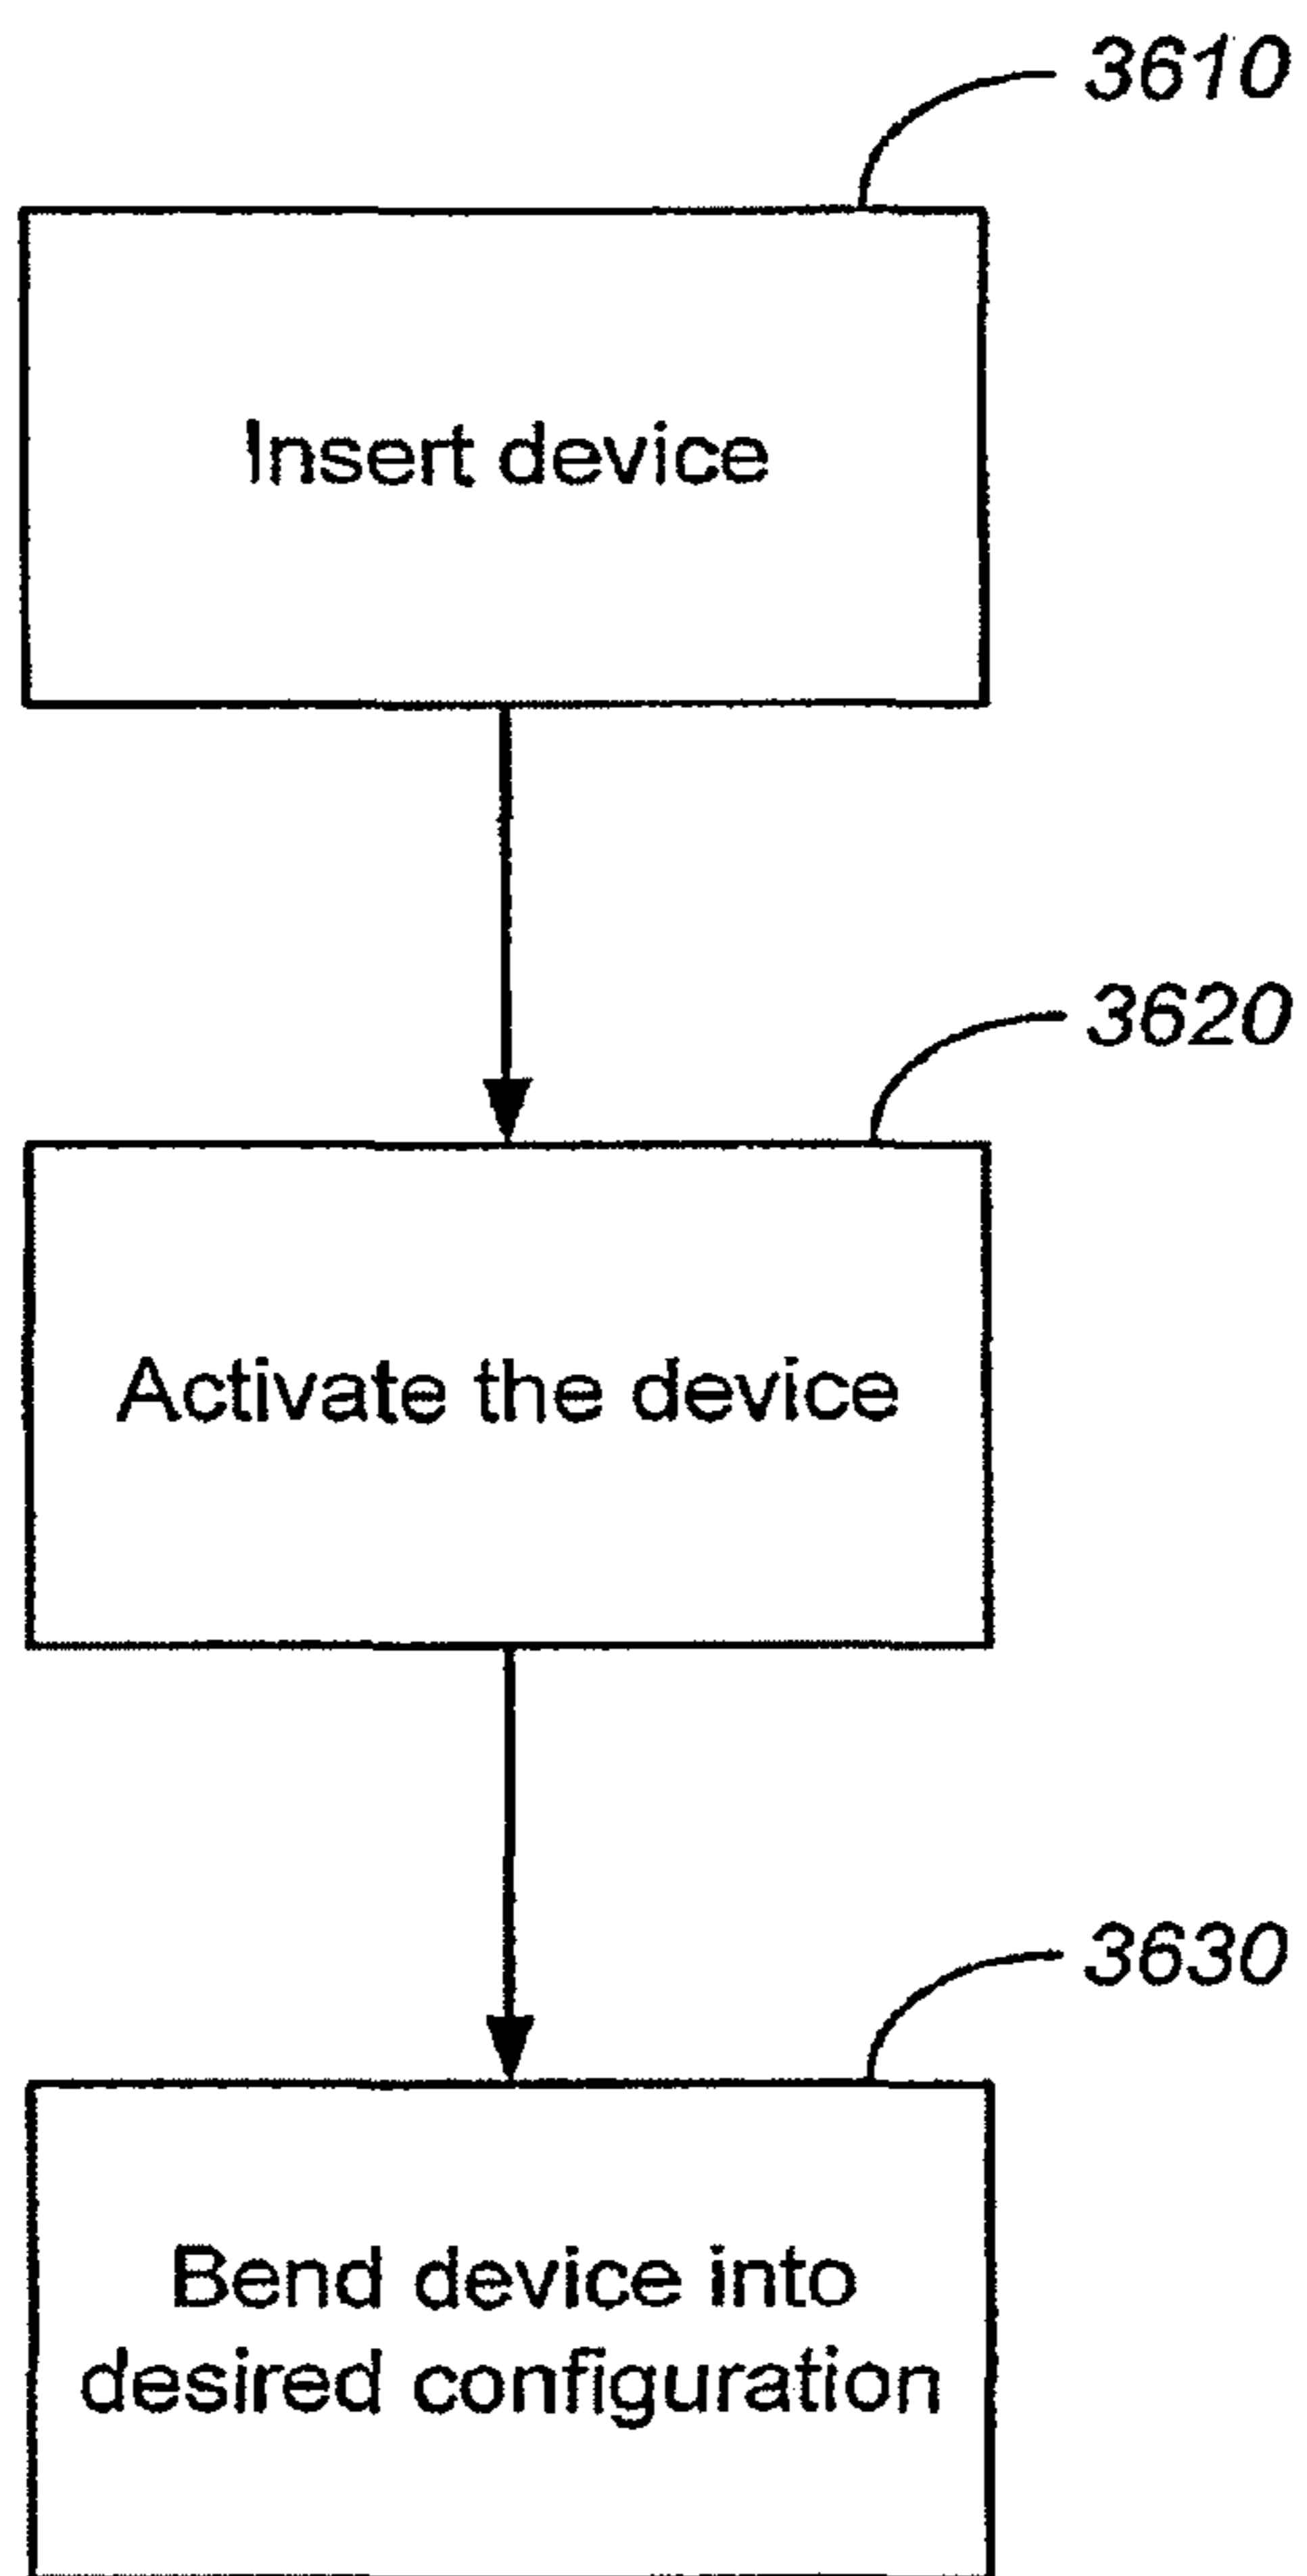 3610
Insert device
3620
Activate the device
3630
Bend device into
desired configuration